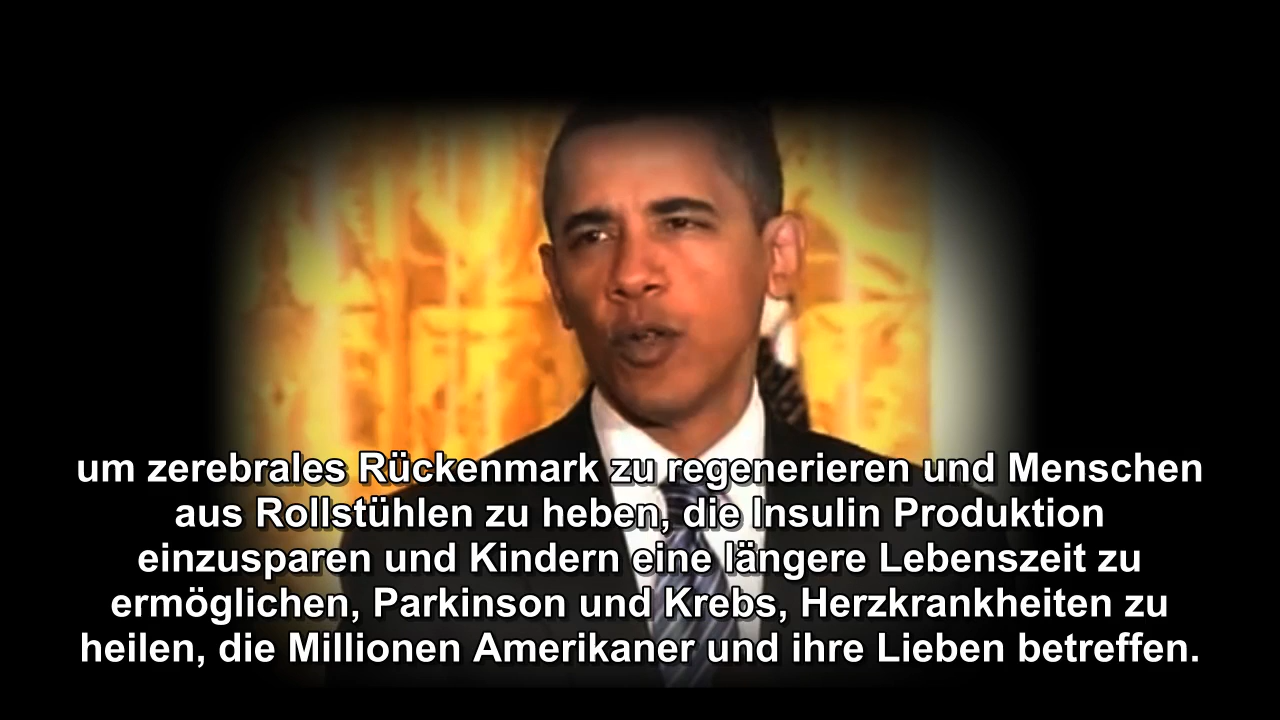 um zerebrales Rückenmark zu regenerieren und Menschen
aus Rollstühlen zu heben, die Insulin Produktion
einzusparen und Kindern eine längere Lebenszeit zu
ermöglichen, Parkinson und Krebs, Herzkrankheiten zu
heilen, die Millionen Amerikaner und ihre Lieben betreffen.